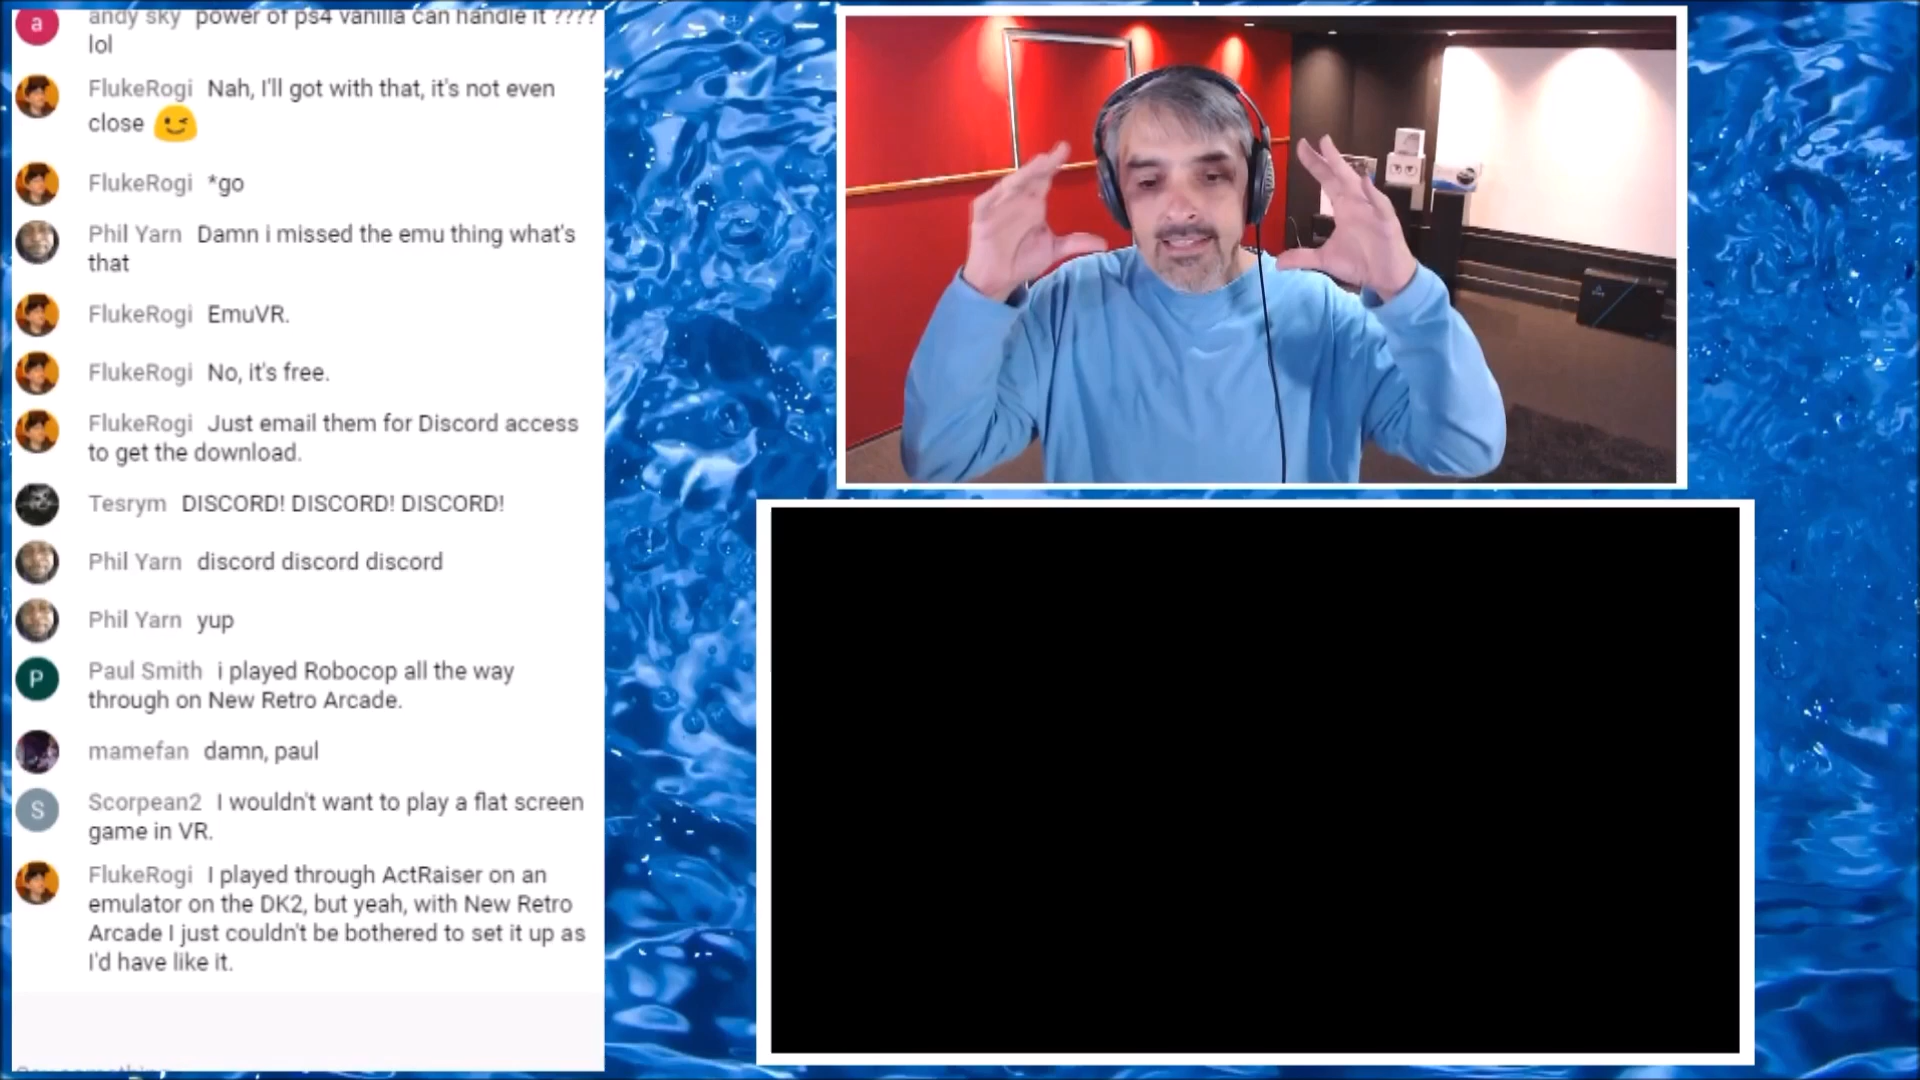 andy sky power of ps4 vanilla can handle it ????
lol
FlukeRogi Nah, I'll got with that, it's not even
close
FlukeRogi *go
Phil Yarn Damn i missed the emu thing what's
that
FlukeRogi EmuVR.
FlukeRogi No, it's free.
FlukeRogi Just email them for Discord access
to get the download.
Tesrym DISCORD! DISCORD! DISCORD!
Phil Yarn discord discord discord
Phil Yarn yup
P Paul Smith i played Robocop all the way
through on New Retro Arcade.
mamefan damn, paul
S Scorpean2 I wouldn't want to play a flat screen
game in VR.
FlukeRogi I played through ActRaiser on an
emulator on the DK2, but yeah, with New Retro
Arcade I just couldn't be bothered to set it up as
I'd have like it.